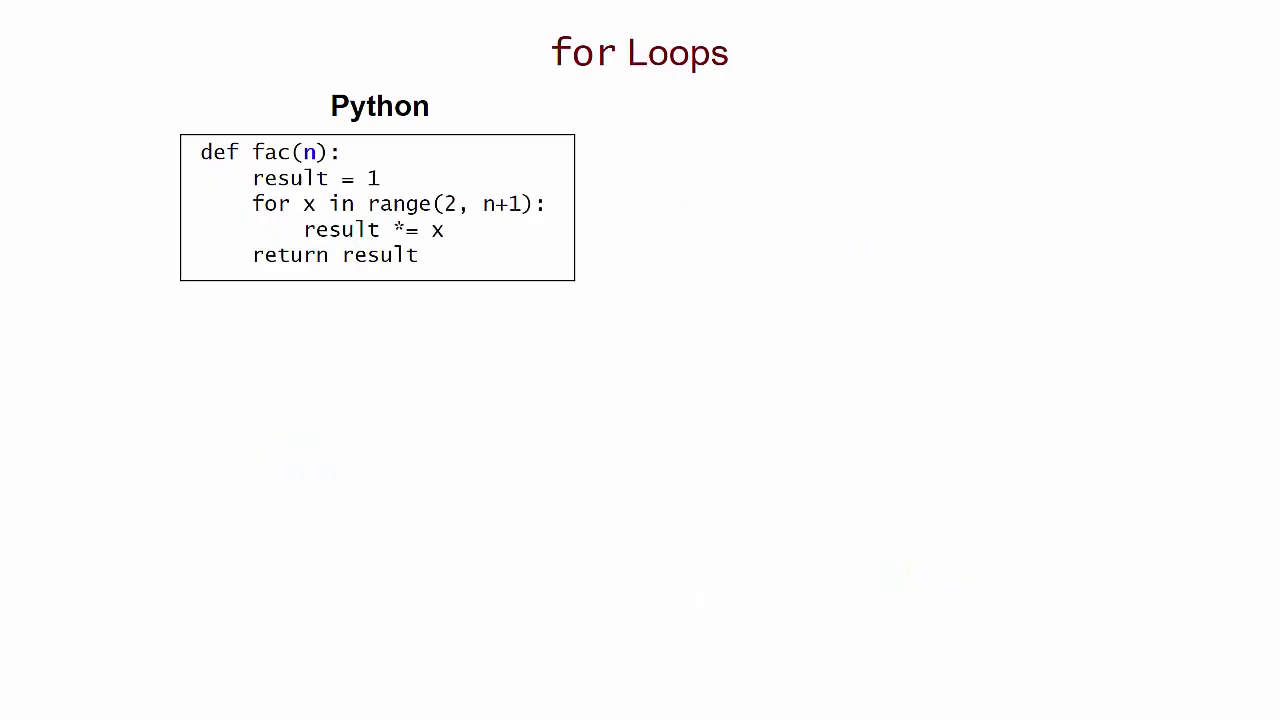 for Loops
Python
def fac(n):
    result = 1
    for x in range(2, n+1):
        result *= x
    return result